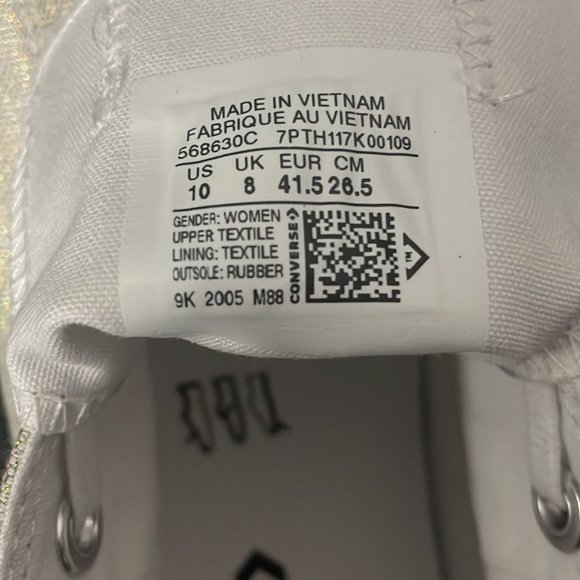 MADE IN VIETNAM
FABRIQUE AU VIETNAM
568630C 7PTH117K00109
US UK EUR CM
10 8 41.5 26.5
GENDER: WOMEN
UPPER TEXTILE
LINING: TEXTILE
OUTSOLE: RUBBER
9K 2005 M88
CONVERSE
TM